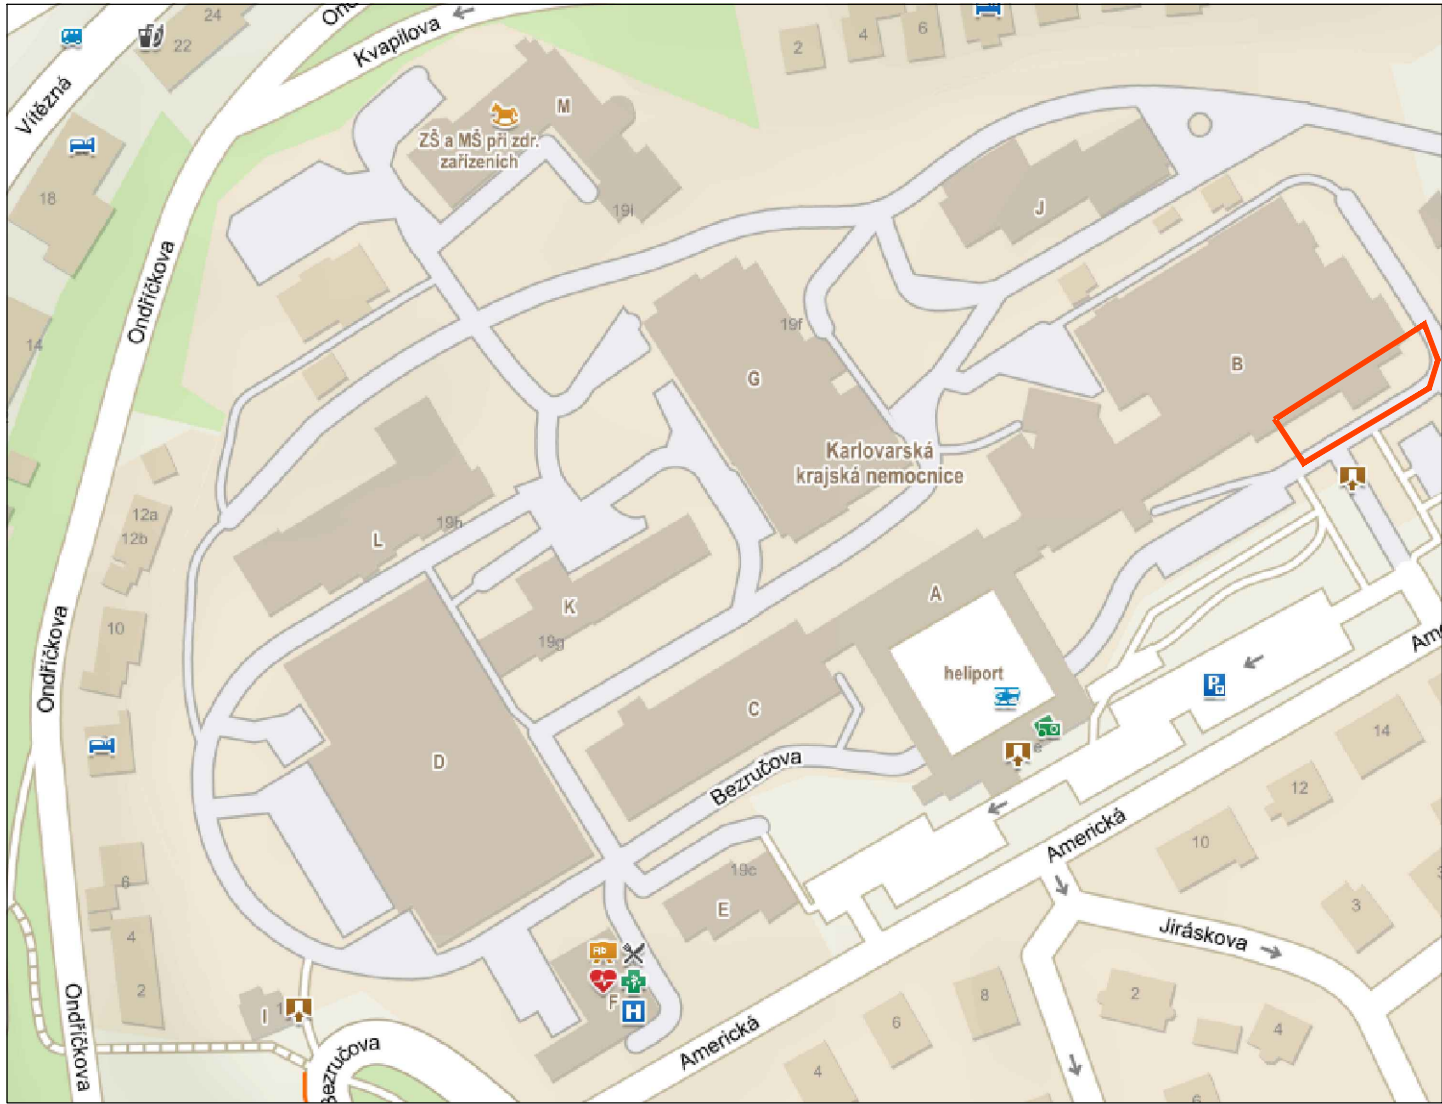 24
22
Vítězná
Kvapilova
2
4
6
M
ZŠ a MŠ při zdr.
zařízeních
18
19i
J
Ondříčkova
14
19f
G
B
Karlovarská
krajská nemocnice
12a
12b
19h
L
10
K
19g
A
Ondříčkova
heliport
P
C
e
14
D
Bezručova
12
Americká
10
6
19c
E
3
4
Jiráskova
2
F
H
I
8
2
Ondříčkova
6
4
Americká
Bezručova
4
6